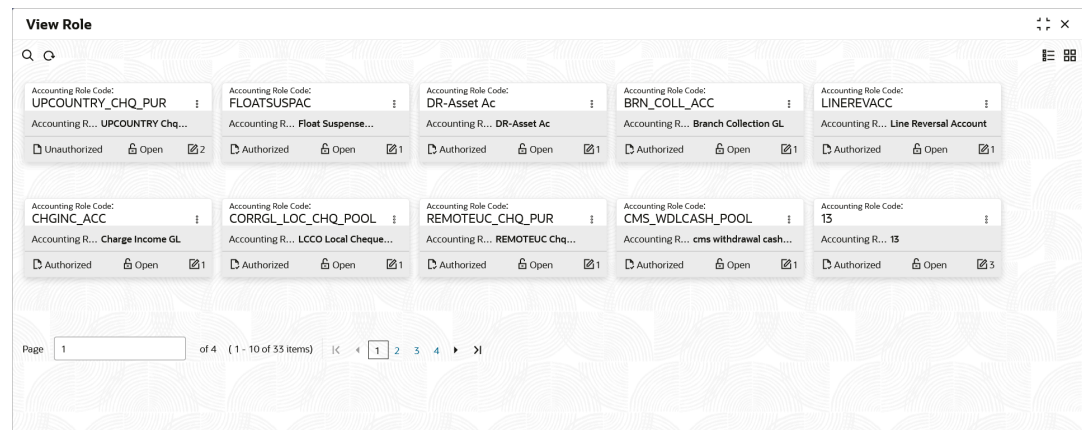 View Role
Accounting Role Code:
UPCOUNTRY_CHQ_PUR
Accounting R... UPCOUNTRY Chq...
Unauthorized Open 2
Accounting Role Code:
FLOATSUSPAC
Accounting R... Float Suspense...
Authorized Open 1
Accounting Role Code:
DR-Asset Ac
Accounting R... DR-Asset Ac
Authorized Open 1
Accounting Role Code:
BRN_COLL_ACC
Accounting R... Branch Collection GL
Authorized Open 1
Accounting Role Code:
LINEREVACC
Accounting R... Line Reversal Account
Authorized Open 1
Accounting Role Code:
CHGINC_ACC
Accounting R... Charge Income GL
Authorized Open 1
Accounting Role Code:
CORRGL_LOC_CHQ_POOL
Accounting R... LCCO Local Cheque...
Authorized Open 1
Accounting Role Code:
REMOTEUC_CHQ_PUR
Accounting R... REMOTEUC Chq...
Authorized Open 1
Accounting Role Code:
CMS_WDLCASH_POOL
Accounting R... cms withdrawal cash...
Authorized Open 1
Accounting Role Code:
13
Accounting R... 13
Authorized Open 3
Page 1 of 4 ( 1 - 10 of 33 items) 1 2 3 4